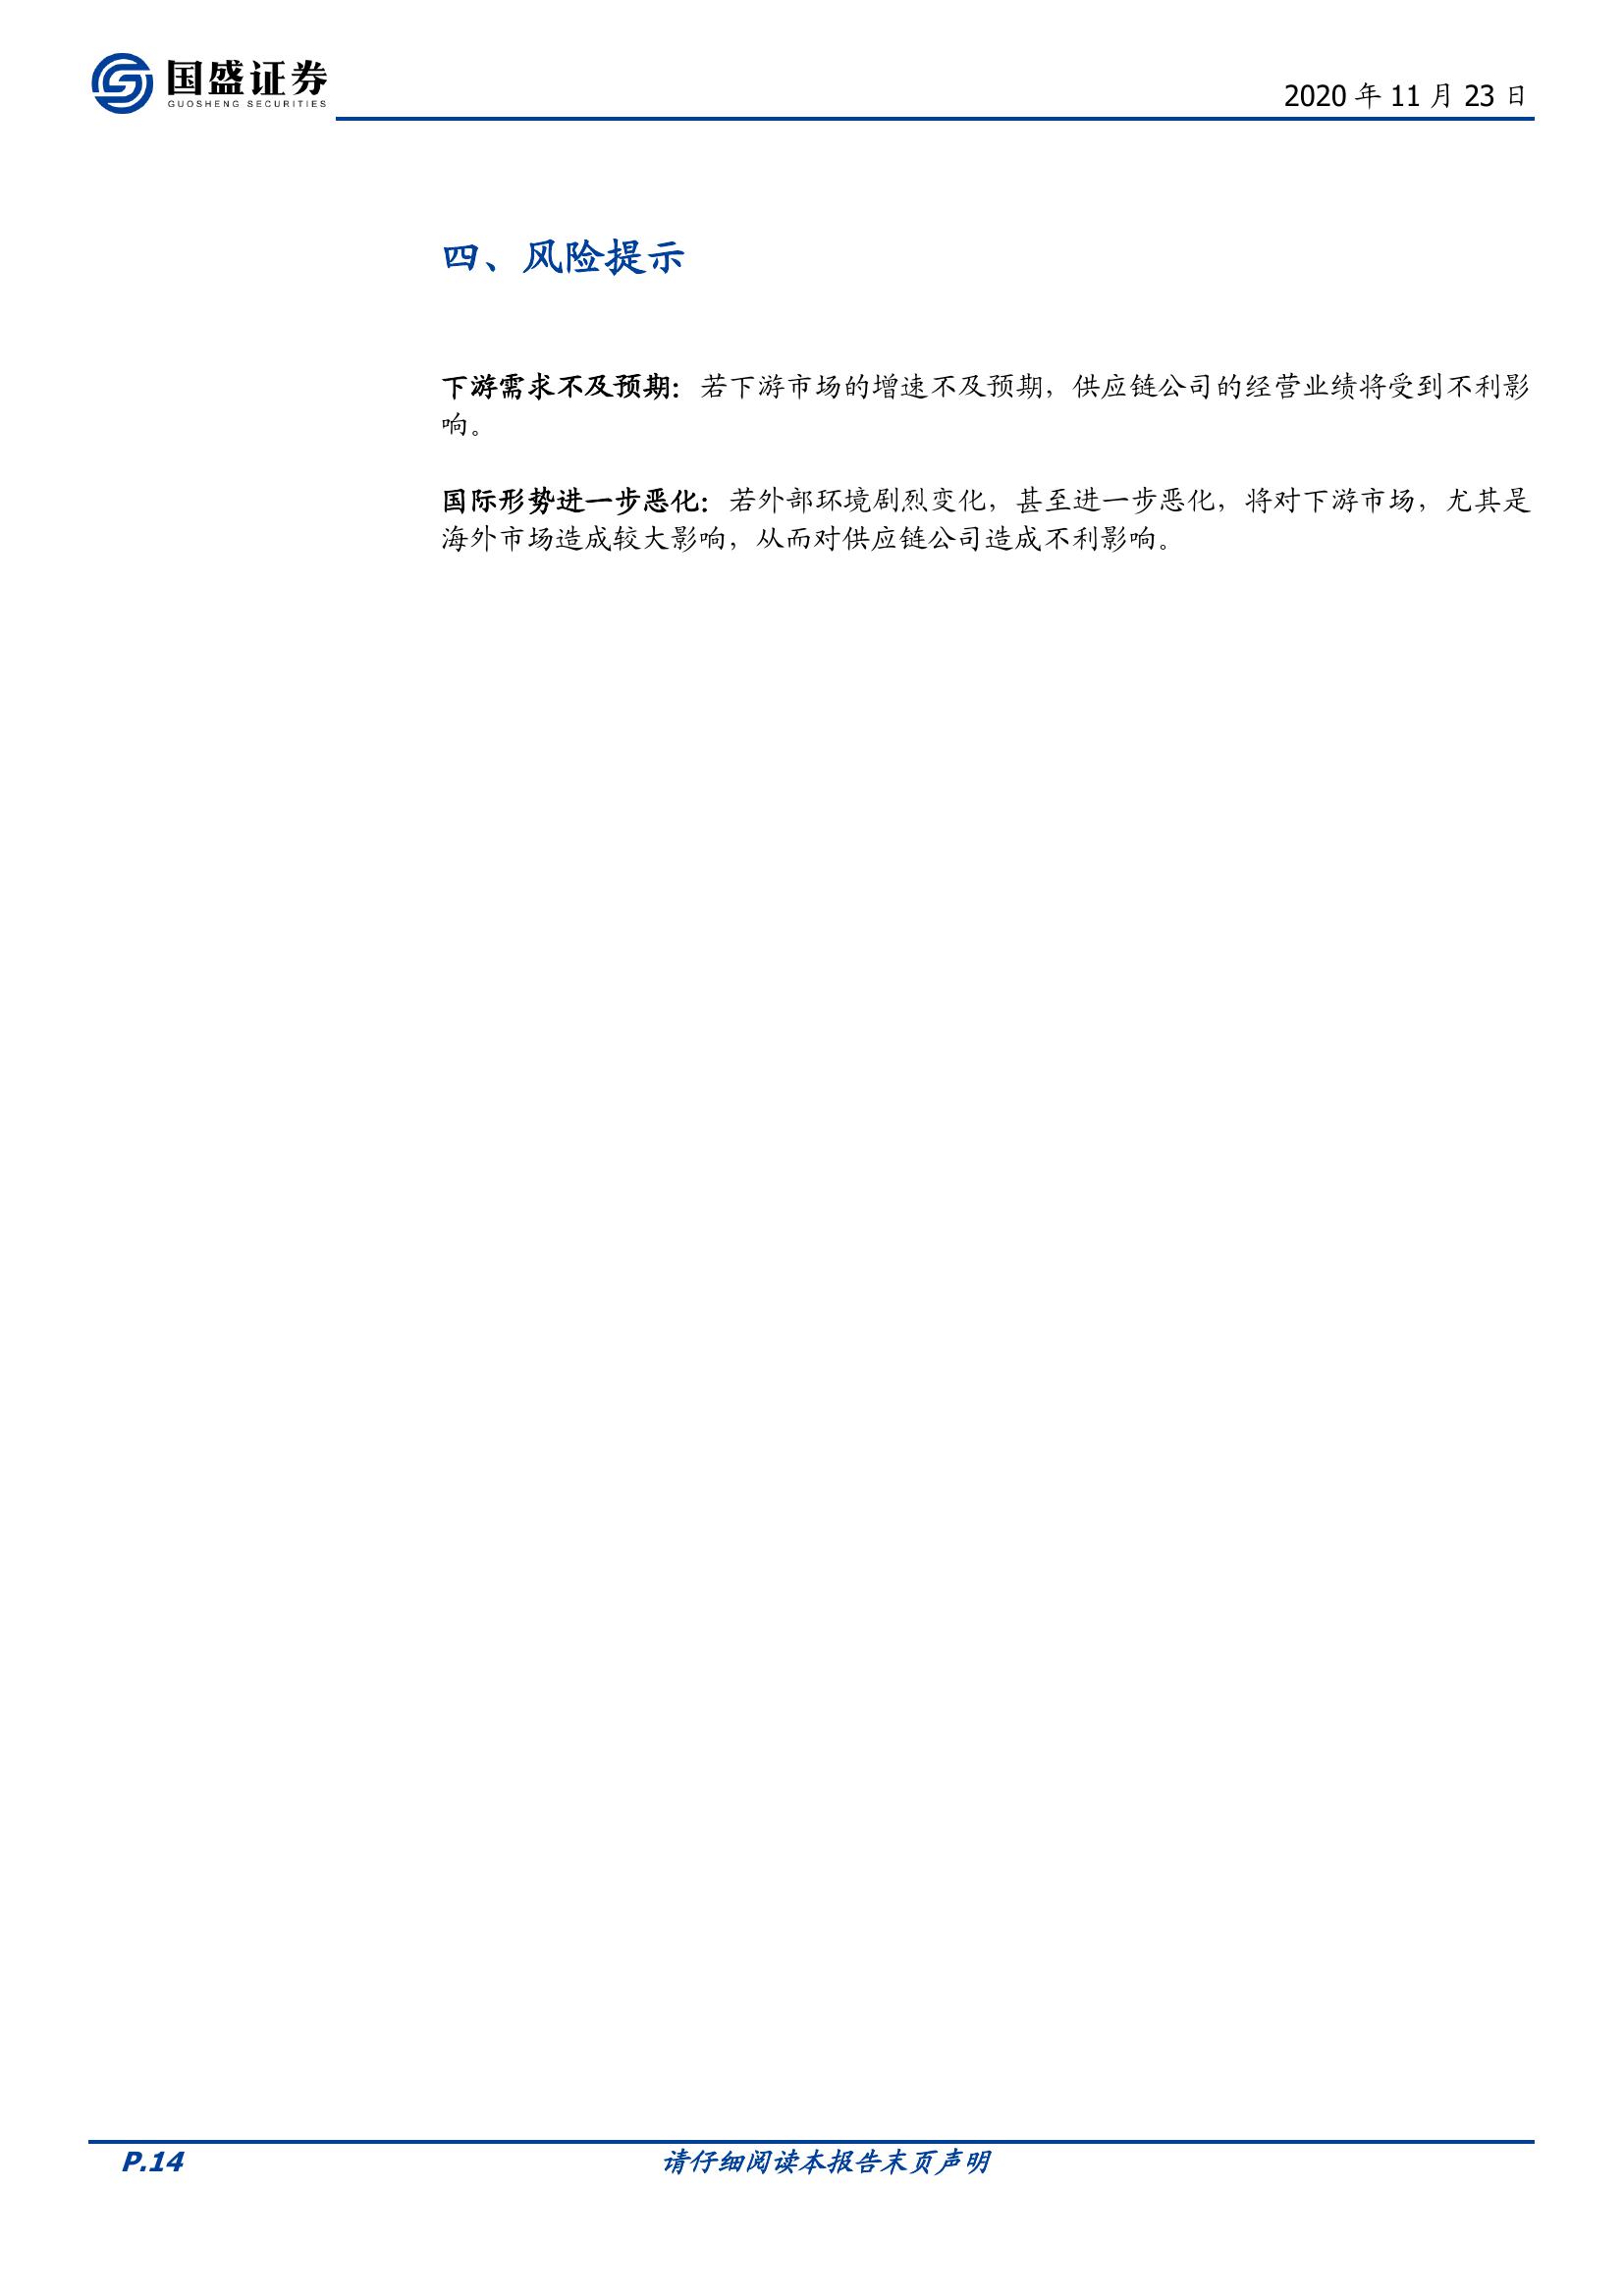 国盛证券
GUOSHENG SECURITIES
2020 年 11 月 23 日
四、风险提示
下游需求不及预期：若下游市场的增速不及预期，供应链公司的经营业绩将受到不利影
响。
国际形势进一步恶化：若外部环境剧烈变化，甚至进一步恶化，将对下游市场，尤其是
海外市场造成较大影响，从而对供应链公司造成不利影响。
P.14
请仔细阅读本报告末页声明